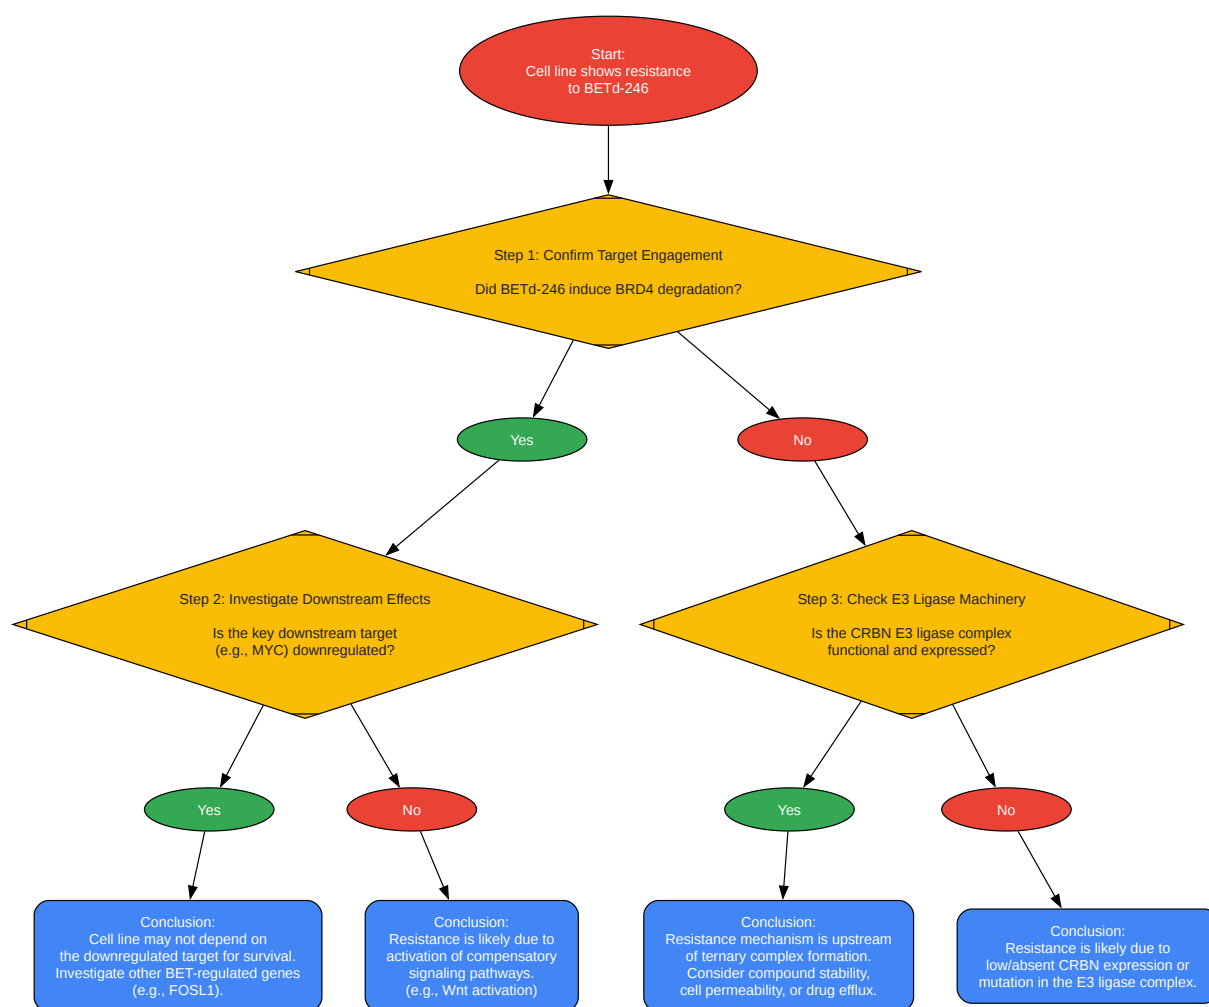 Start:
Cell line shows resistance
to BETd-246
Step 1: Confirm Target Engagement
Did BETd-246 induce BRD4 degradation?
Yes
No
Step 2: Investigate Downstream Effects
Is the key downstream target
(e.g., MYC) downregulated?
Step 3: Check E3 Ligase Machinery
Is the CRBN E3 ligase complex
functional and expressed?
Yes
No
Yes
No
Conclusion:
Cell line may not depend on
the downregulated target for survival.
Investigate other BET-regulated genes
(e.g., FOSL1).
Conclusion:
Resistance is likely due to
activation of compensatory
signaling pathways.
(e.g., Wnt activation)
Conclusion:
Resistance mechanism is upstream
of ternary complex formation.
Consider compound stability,
cell permeability, or drug efflux.
Conclusion:
Resistance is likely due to
low/absent CRBN expression or
mutation in the E3 ligase complex.